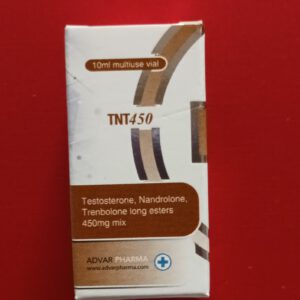 10ml multiuse vial
TNT450
Testosterone, Nandrolone,
Trenbolone long esters
450mg mix
ADVAR PHARMA
www.advarpharma.com